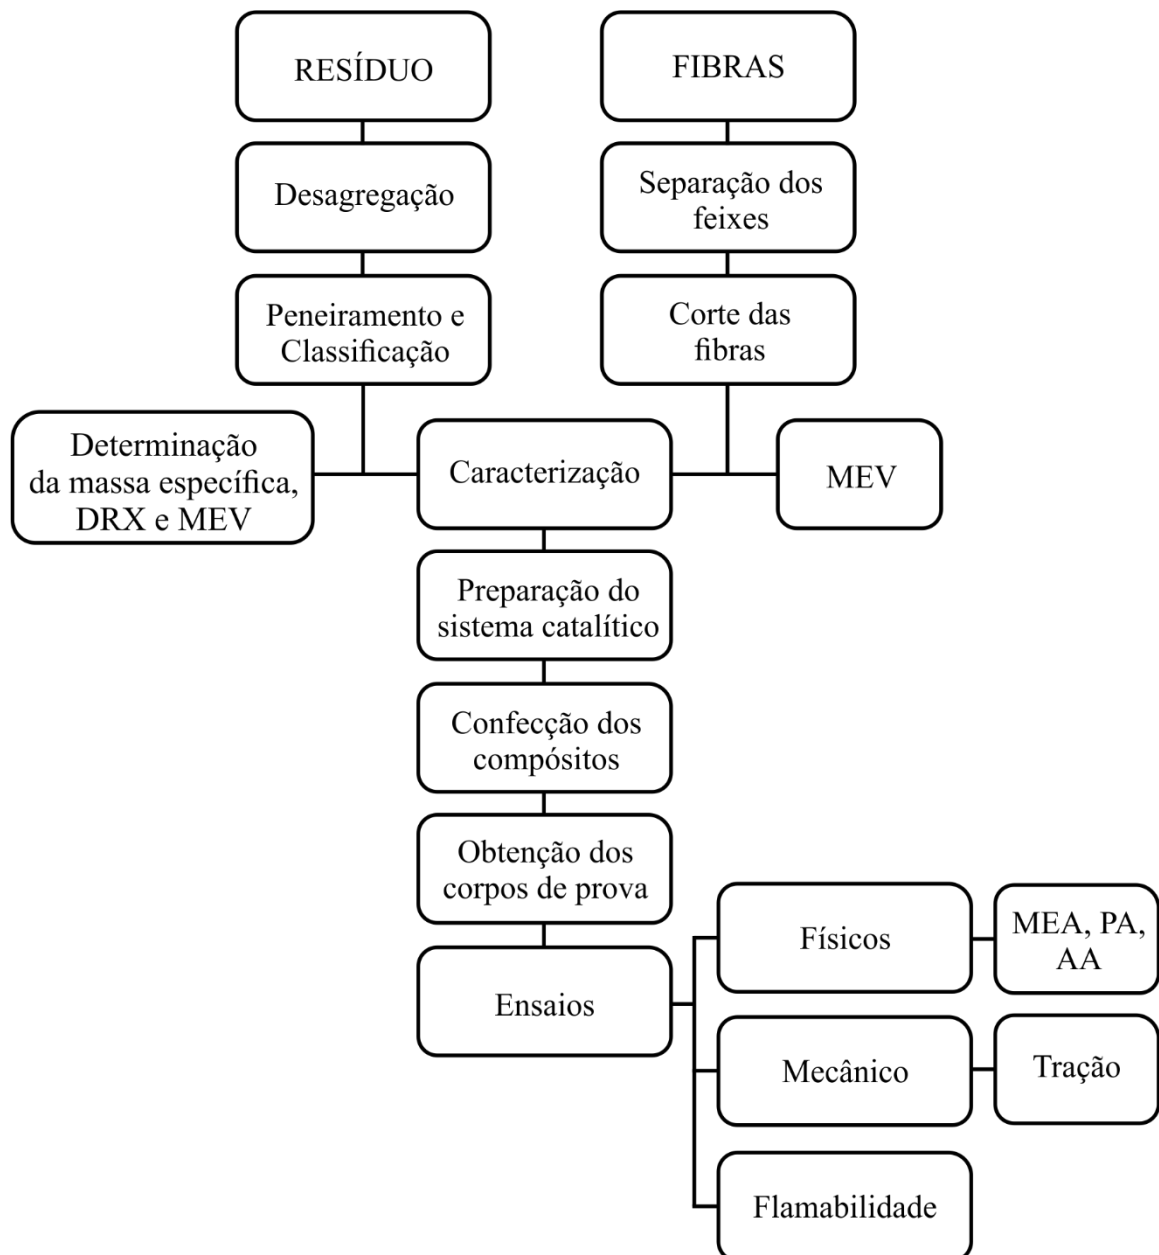 RESÍDUO
FIBRAS
Desagregação
Separação dos
feixes
Peneiramento e
Classificação
Corte das
fibras
Determinação
da massa específica,
DRX e MEV
Caracterização
MEV
Preparação do
sistema catalítico
Confecção dos
compósitos
Obtenção dos
corpos de prova
Ensaios
Físicos
MEA, PA,
AA
Mecânico
Tração
Flamabilidade